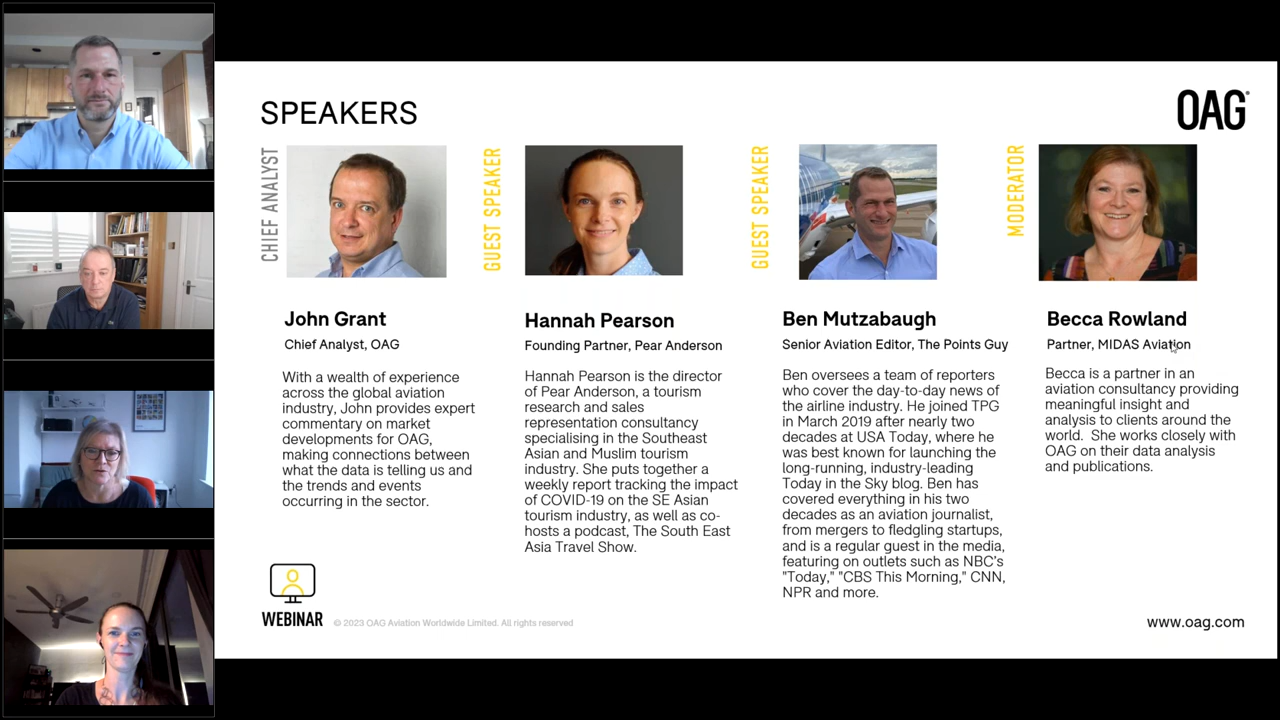 SPEAKERS
OAG
CHIEF ANALYST
John Grant
Chief Analyst, OAG
With a wealth of experience
across the global aviation
industry, John provides expert
commentary on market
developments for OAG,
making connections between
what the data is telling us and
the trends and events
occurring in the sector.
GUEST SPEAKER
Hannah Pearson
Founding Partner, Pear Anderson
Hannah Pearson is the director
of Pear Anderson, a tourism
research and sales
representation consultancy
specialising in the Southeast
Asian and Muslim tourism
industry. She puts together a
weekly report tracking the impact
of COVID-19 on the SE Asian
tourism industry, as well as co-
hosts a podcast, The South East
Asia Travel Show.
GUEST SPEAKER
Ben Mutzabaugh
Senior Aviation Editor, The Points Guy
Ben oversees a team of reporters
who cover the day-to-day news of
the airline industry. He joined TPG
in March 2019 after nearly two
decades at USA Today, where he
was best known for launching the
long-running, industry-leading
Today in the Sky blog. Ben has
covered everything in his two
decades as an aviation journalist,
from mergers to fledgling startups,
and is a regular guest in the media,
featuring on outlets such as NBC's
"Today," "CBS This Morning," CNN,
NPR and more.
MODERATOR
Becca Rowland
Partner, MIDAS Aviation
Becca is a partner in an
aviation consultancy providing
meaningful insight and
analysis to clients around the
world. She works closely with
OAG on their data analysis
and publications.
WEBINAR
© 2023 OAG Aviation Worldwide Limited. All rights reserved
www.oag.com